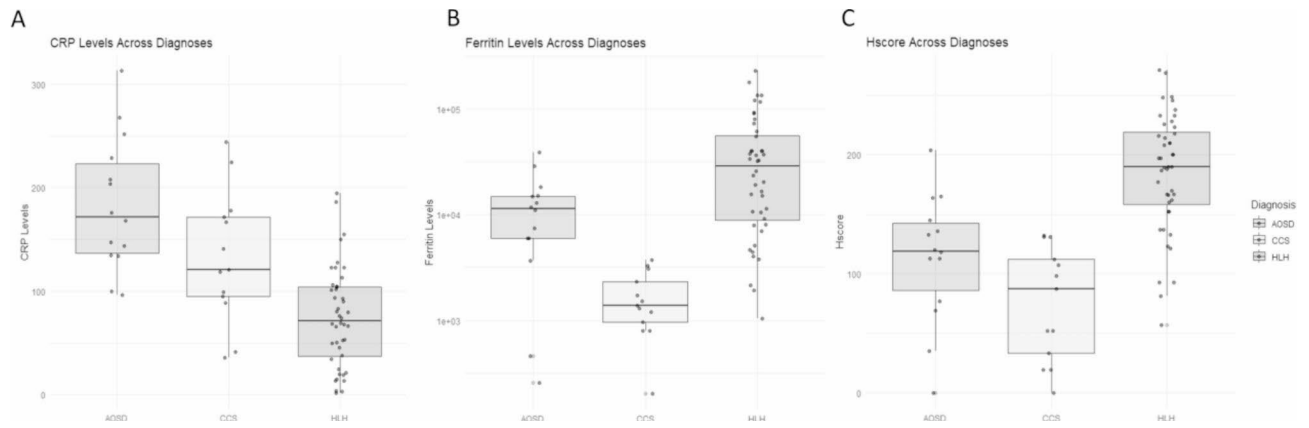 A
CRP Levels Across Diagnoses
CRP Levels
300
200
100
0
AOSD
CCS
HLH
B
Ferritin Levels Across Diagnoses
Ferritin Levels
1e+05
1e+04
1e+03
AOSD
CCS
HLH
C
Hscore Across Diagnoses
Hscore
200
100
0
AOSD
CCS
HLH
Diagnosis
AOSD
CCS
HLH